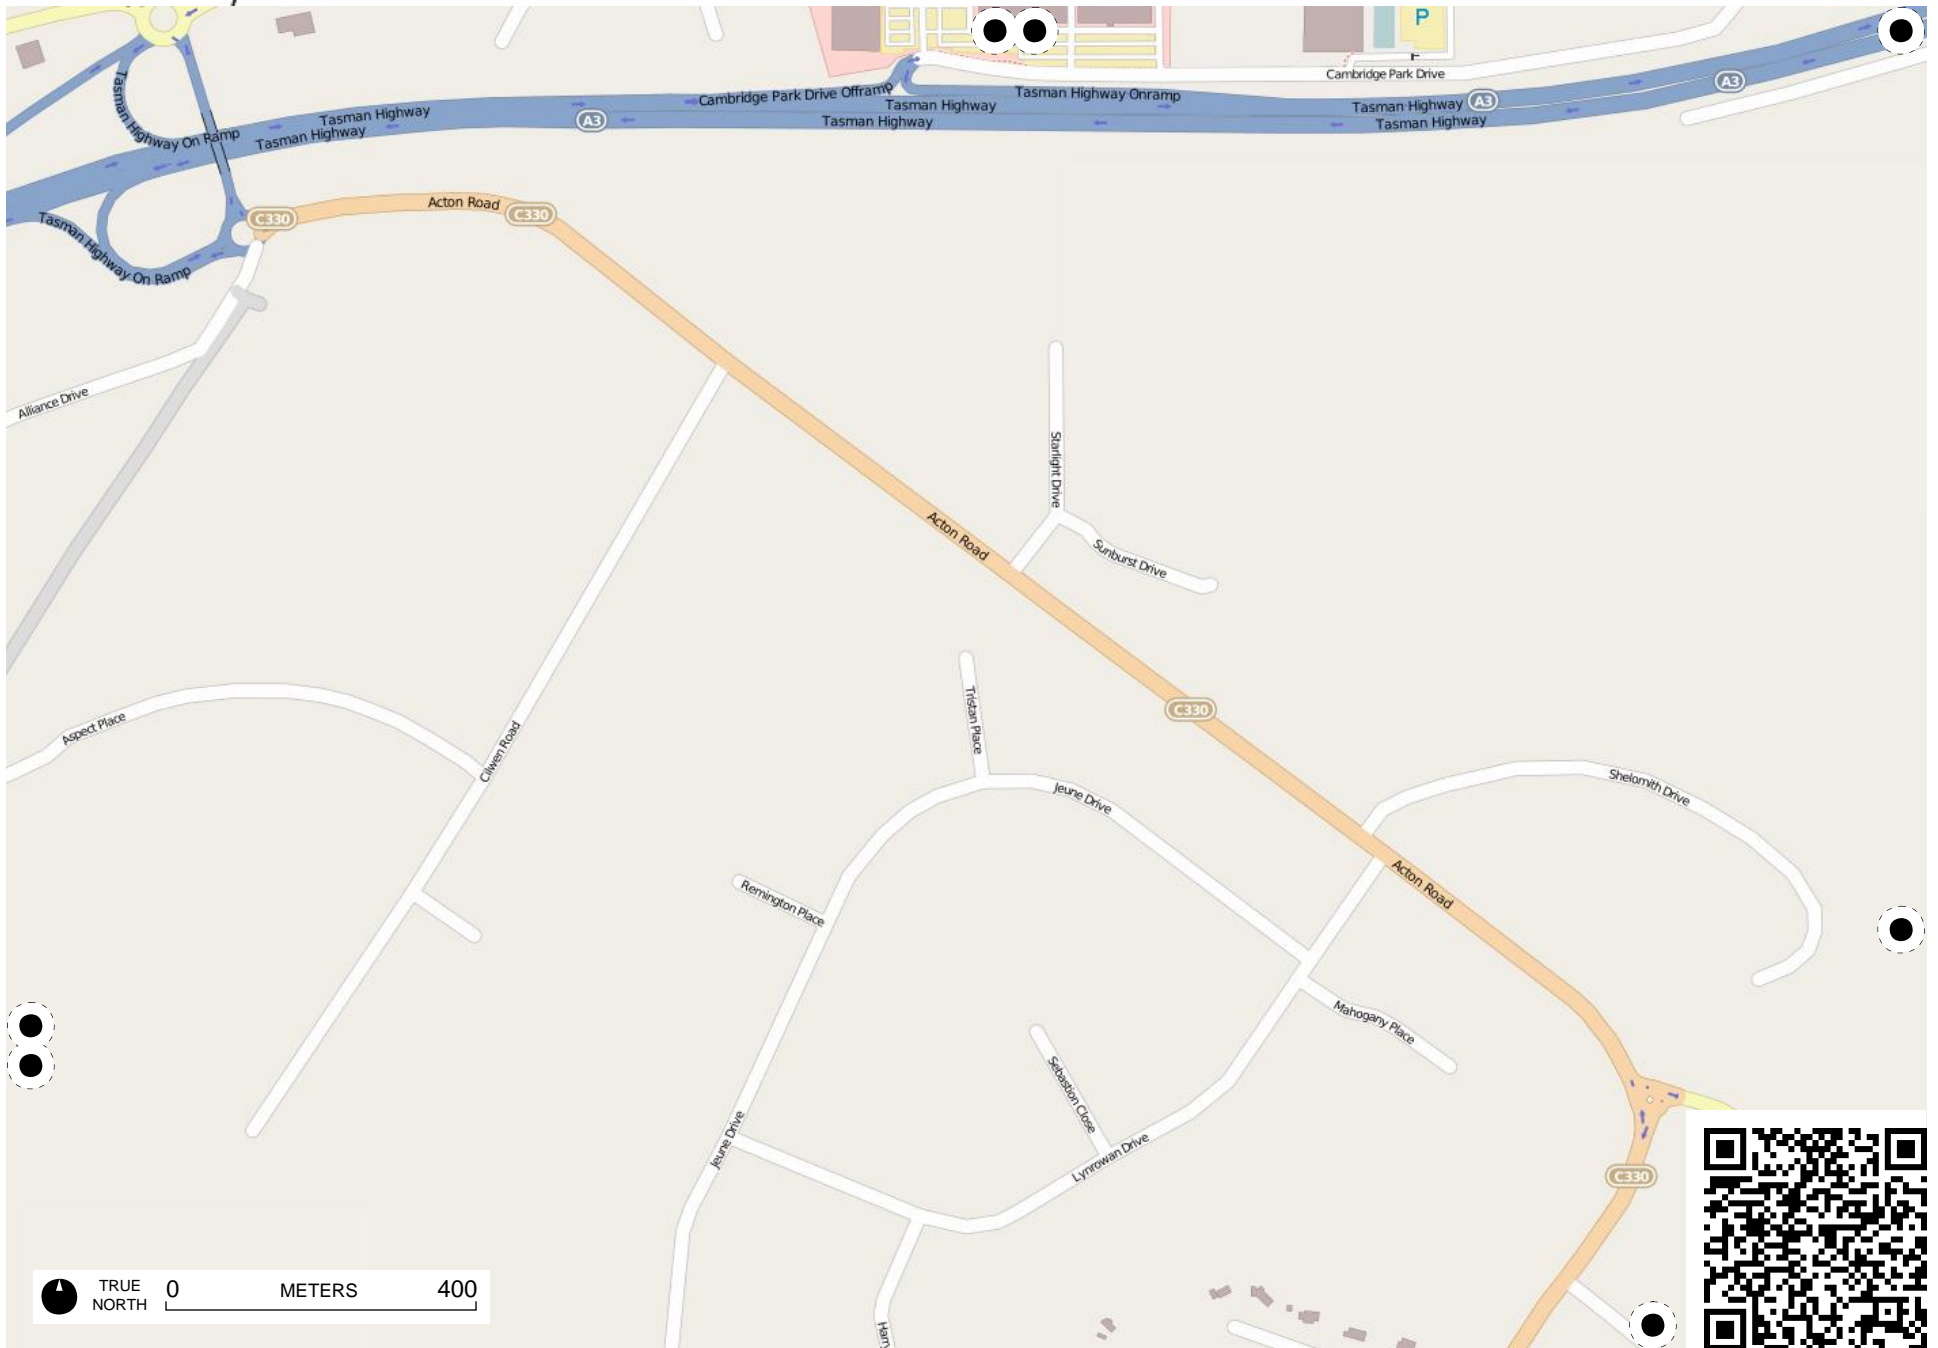 P
Cambridge Park Drive
A3
Cambridge Park Drive Offramp
Tasman Highway Onramp
Tasman Highway
Tasman Highway
Tasman Highway
A3
Tasman Highway
A3
Tasman Highway
Tasman Highway
Tasman Highway
Tasman Highway On Ramp
Acton Road
C330
C330
Tasman Highway On Ramp
Alliance Drive
Starlight Drive
Acton Road
Sunburst Drive
Tristan Place
C330
Aspect Place
Cilwen Road
Jeune Drive
Shelomith Drive
Acton Road
Remington Place
Mahogany Place
Sebastion Close
Jeune Drive
Lynrowan Drive
C330
TRUE
NORTH
0 METERS 400